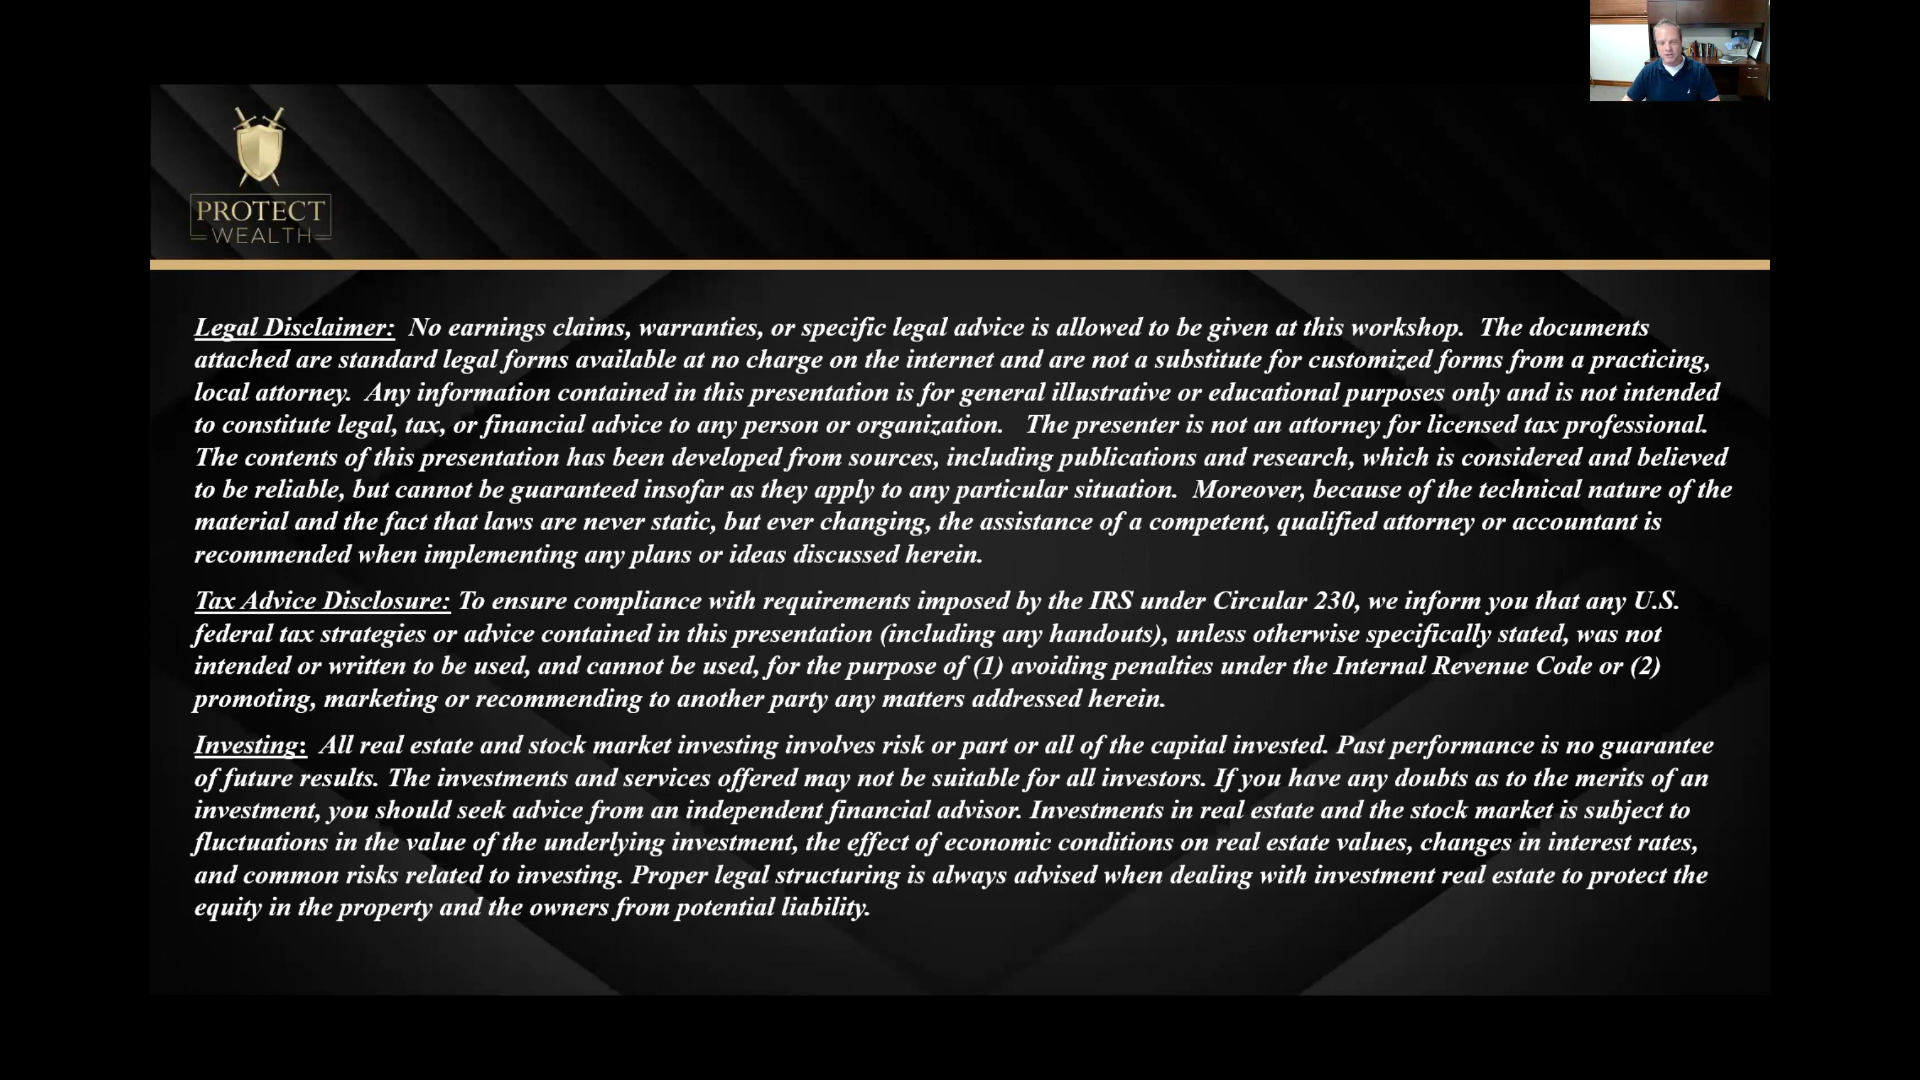 PROTECT
WEALTH
Legal Disclaimer:  No earnings claims, warranties, or specific legal advice is allowed to be given at this workshop.  The documents
attached are standard legal forms available at no charge on the internet and are not a substitute for customized forms from a practicing,
local attorney.  Any information contained in this presentation is for general illustrative or educational purposes only and is not intended
to constitute legal, tax, or financial advice to any person or organization.   The presenter is not an attorney for licensed tax professional.
The contents of this presentation has been developed from sources, including publications and research, which is considered and believed
to be reliable, but cannot be guaranteed insofar as they apply to any particular situation.  Moreover, because of the technical nature of the
material and the fact that laws are never static, but ever changing, the assistance of a competent, qualified attorney or accountant is
recommended when implementing any plans or ideas discussed herein.
Tax Advice Disclosure: To ensure compliance with requirements imposed by the IRS under Circular 230, we inform you that any U.S.
federal tax strategies or advice contained in this presentation (including any handouts), unless otherwise specifically stated, was not
intended or written to be used, and cannot be used, for the purpose of (1) avoiding penalties under the Internal Revenue Code or (2)
promoting, marketing or recommending to another party any matters addressed herein.
Investing:  All real estate and stock market investing involves risk or part or all of the capital invested. Past performance is no guarantee
of future results. The investments and services offered may not be suitable for all investors. If you have any doubts as to the merits of an
investment, you should seek advice from an independent financial advisor. Investments in real estate and the stock market is subject to
fluctuations in the value of the underlying investment, the effect of economic conditions on real estate values, changes in interest rates,
and common risks related to investing. Proper legal structuring is always advised when dealing with investment real estate to protect the
equity in the property and the owners from potential liability.